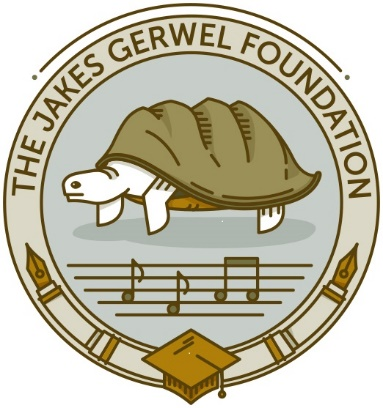 THE JAKES GERWEL FOUNDATION